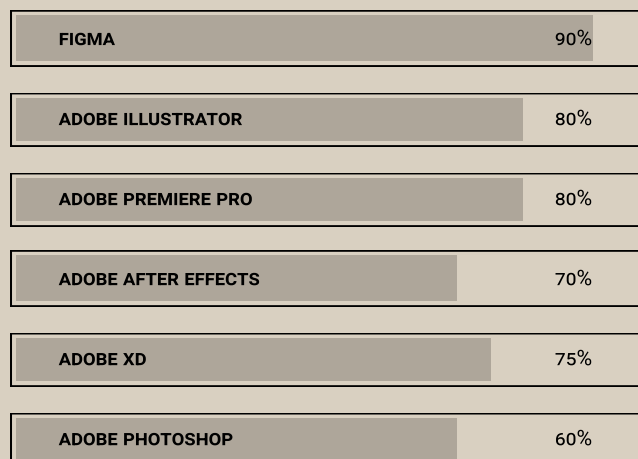 FIGMA 90%
ADOBE ILLUSTRATOR 80%
ADOBE PREMIERE PRO 80%
ADOBE AFTER EFFECTS 70%
ADOBE XD 75%
ADOBE PHOTOSHOP 60%